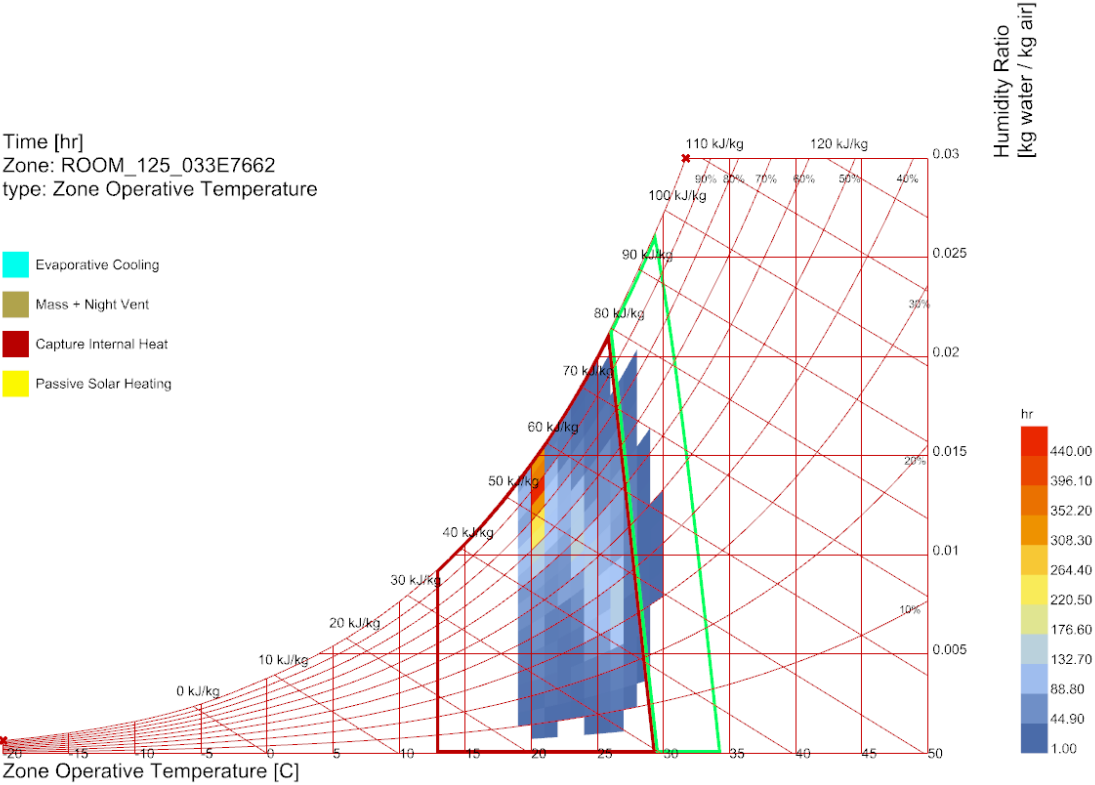 Humidity Ratio
[kg water / kg air]
Time [hr]
Zone: ROOM_125_033E7662
type: Zone Operative Temperature
110 kJ/kg
120 kJ/kg
0.03
90%
80%
70%
60%
50%
40%
100 kJ/kg
90 kJ/kg
0.025
Evaporative Cooling
Mass + Night Vent
30%
80 kJ/kg
Capture Internal Heat
0.02
70 kJ/kg
Passive Solar Heating
hr
60 kJ/kg
0.015
440.00
20%
50 kJ/kg
396.10
352.20
40 kJ/kg
308.30
0.01
264.40
30 kJ/kg
220.50
10%
20 kJ/kg
176.60
0.005
10 kJ/kg
132.70
0 kJ/kg
88.80
44.90
1.00
-20
-15
-10
-5
0
5
10
15
20
25
30
35
40
45
50
Zone Operative Temperature [C]